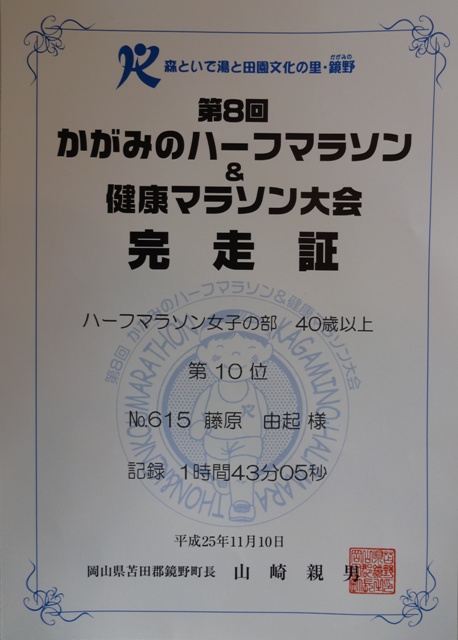 森といで湯と田園文化の里・鏡野
かがみの
第8回
かがみのハーフマラソン
&
健康マラソン大会
完走証
ハーフマラソン女子の部 40歳以上
第10位
No.615 藤原 由起 様
記録 1時間43分05秒
平成25年11月10日
岡山県苫田郡鏡野町長 山崎親男